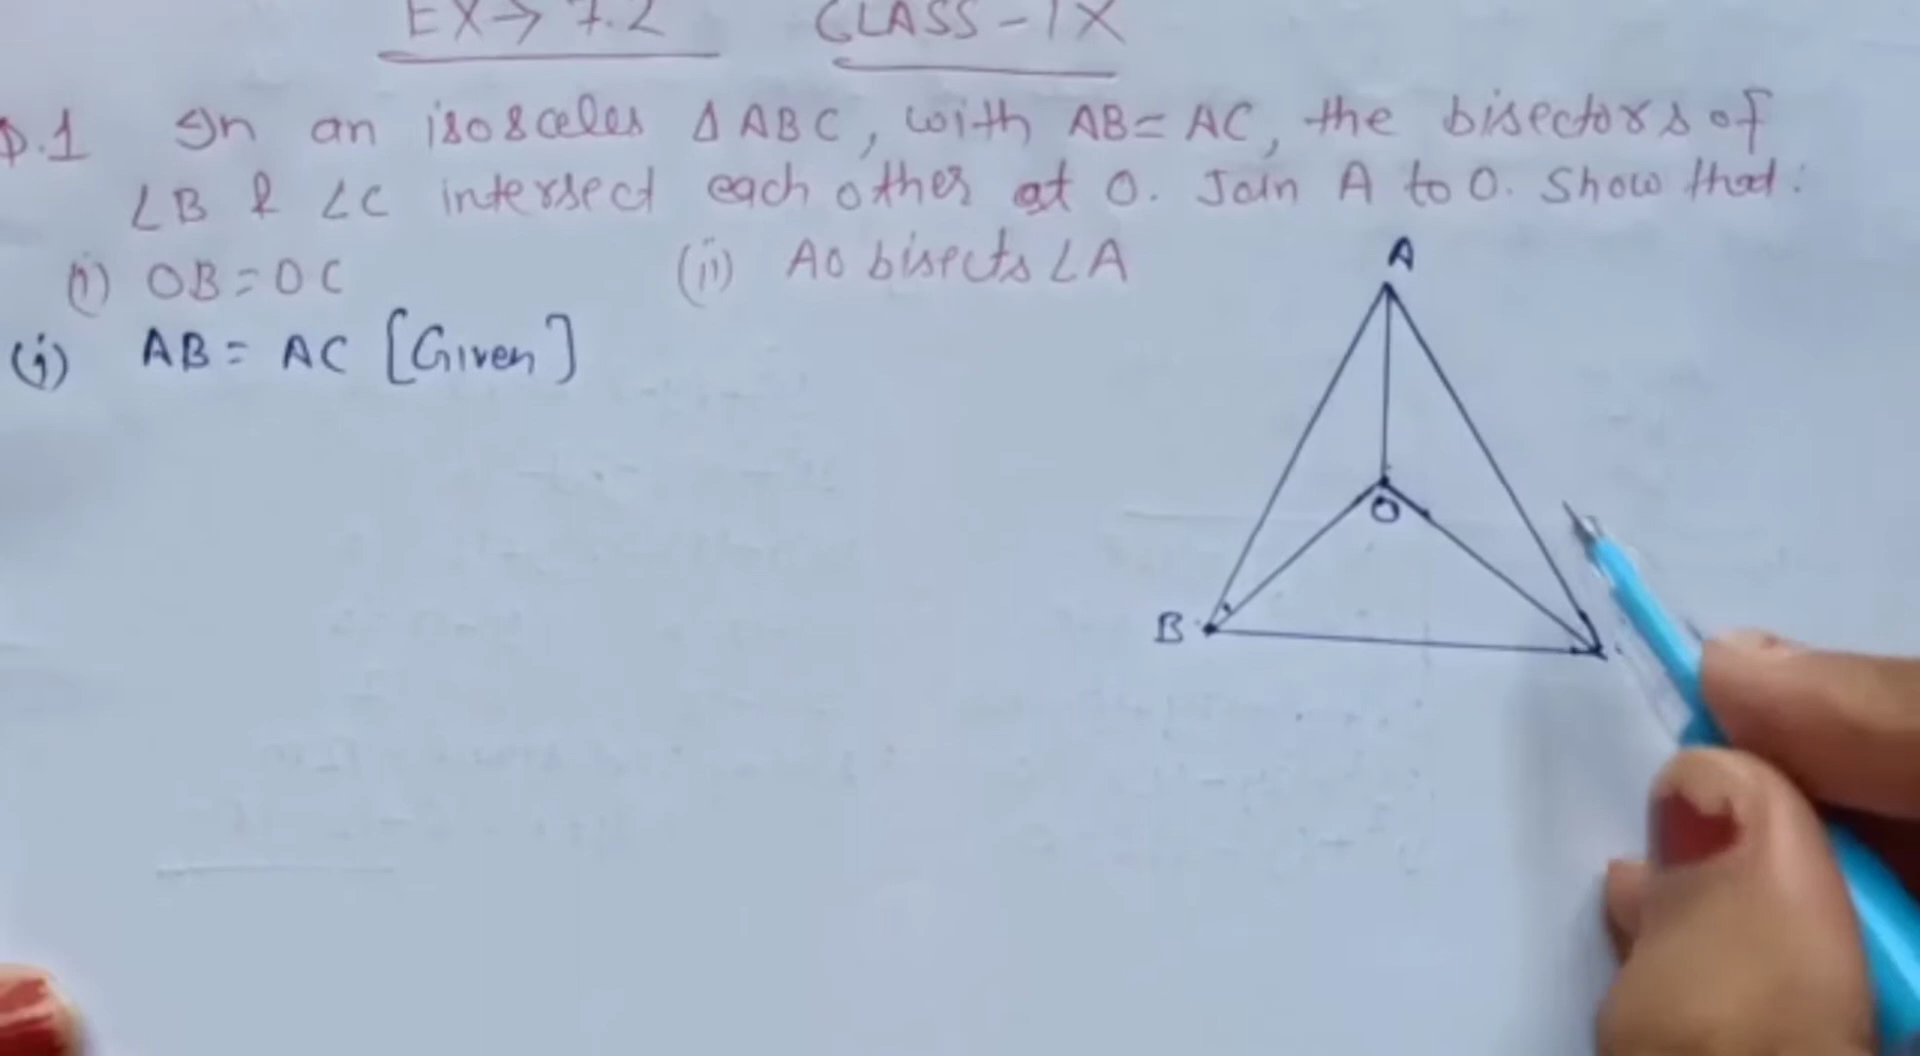 EX→ 7.2 CLASS-IX
Q.1 In an isosceles Δ ABC, with AB= AC, the bisectors of
∠B & ∠C intersect each other at O. Join A to O. Show that:
(i) OB=OC (ii) AO bisects ∠A
(i) AB= AC [Given]
A
O
B